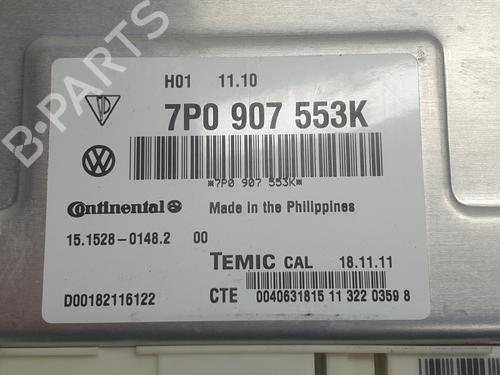 H01 11.10
7P0 907 553K
*7P0 907 553K*
Continental Made in the Philippines
15.1528-0148.2 00
TEMIC CAL 18.11.11
D00182116122 CTE 0040631815 11 322 0359 8
B-PARTS